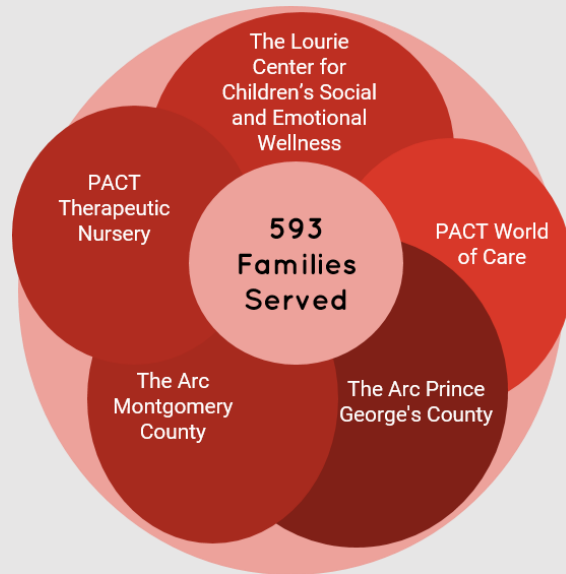 The Lourie
Center for
Children’s Social
and Emotional
Wellness
PACT
Therapeutic
Nursery
593
Families
Served
PACT World
of Care
The Arc
Montgomery
County
The Arc Prince
George's County